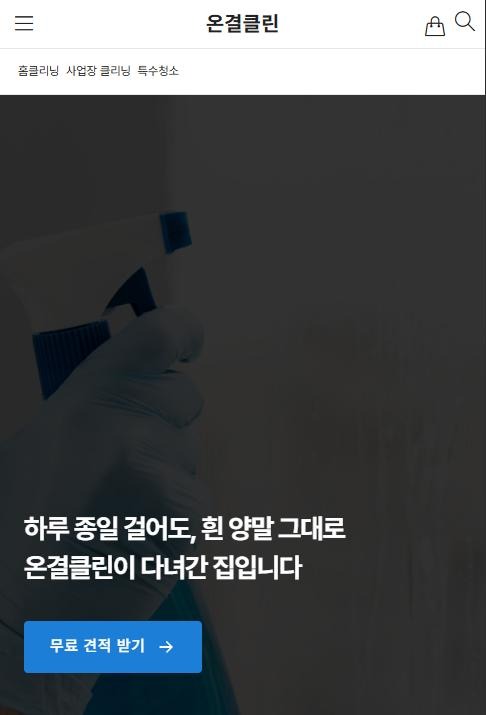 온결클린
홈클리닝 사업장 클리닝 특수청소
하루 종일 걸어도, 흰 양말 그대로
온결클린이 다녀간 집입니다
무료 견적 받기 →